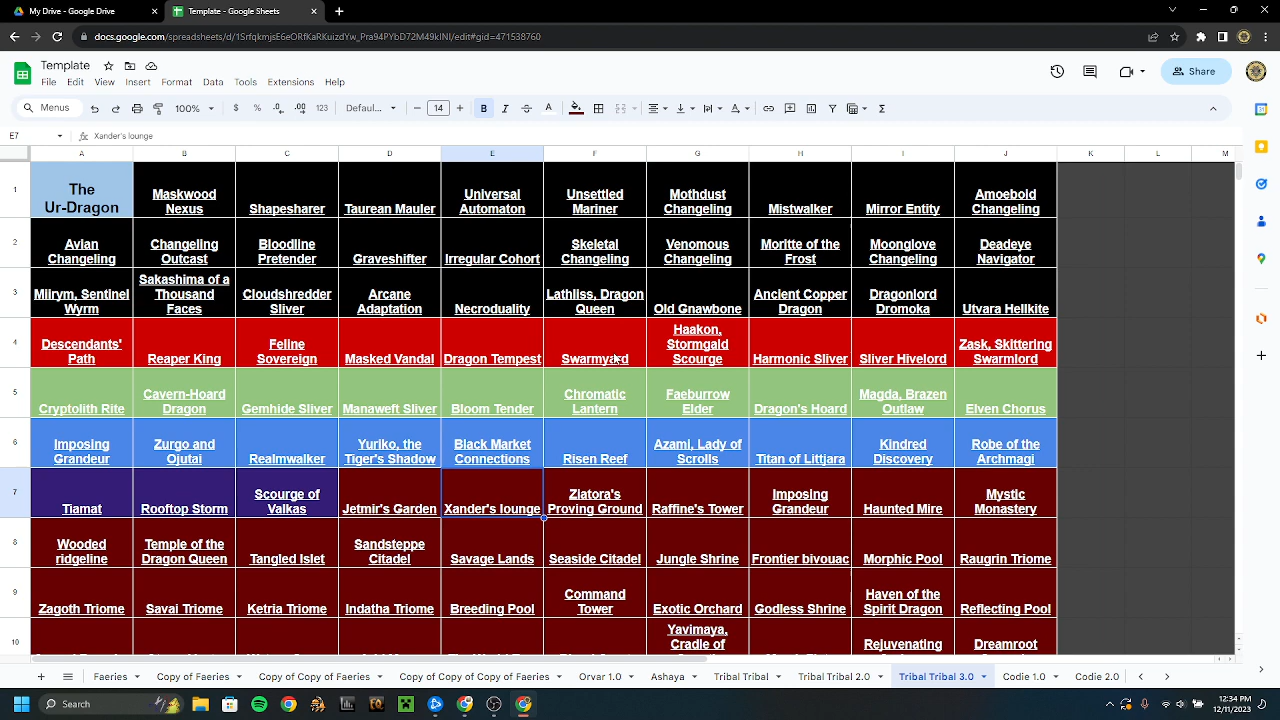 My Drive - Google Drive
Template - Google Sheets
docs.google.com/spreadsheets/d/
Template
File Edit View Insert Format Data Tools Extensions Help
Share
Menus 100% $ % .0 .00 123 Defaul... 14 B I A
E7 Xander's lounge
A B C D E F G H I J K L M
1 The Ur-Dragon Maskwood Nexus Shapesharer Taurean Mauler Universal Automaton Unsettled Mariner Mothdust Changeling Mistwalker Mirror Entity Amoebold Changeling
2 Avian Changeling Changeling Outcast Bloodline Pretender Graveshifter Irregular Cohort Skeletal Changeling Venomous Changeling Moritte of the Frost Moonglove Changeling Deadeye Navigator
3 Miirym, Sentinel Wyrm Sakashima of a Thousand Faces Cloudshredder Sliver Arcane Adaptation Necroduality Lathliss, Dragon Queen Old Gnawbone Ancient Copper Dragon Dragonlord Dromoka Utvara Hellkite
4 Descendants' Path Reaper King Feline Sovereign Masked Vandal Dragon Tempest Swarmyard Haakon, Stormgald Scourge Harmonic Sliver Sliver Hivelord Zask, Skittering Swarmlord
5 Cryptolith Rite Cavern-Hoard Dragon Gemhide Sliver Manaweft Sliver Bloom Tender Chromatic Lantern Faeburrow Elder Dragon's Hoard Magda, Brazen Outlaw Elven Chorus
6 Imposing Grandeur Zurgo and Ojutai Realmwalker Yuriko, the Tiger's Shadow Black Market Connections Risen Reef Azami, Lady of Scrolls Titan of Littjara Kindred Discovery Robe of the Archmagi
7 Tiamat Rooftop Storm Scourge of Valkas Jetmir's Garden Xander's lounge Ziatora's Proving Ground Raffine's Tower Imposing Grandeur Haunted Mire Mystic Monastery
8 Wooded ridgeline Temple of the Dragon Queen Tangled Islet Sandsteppe Citadel Savage Lands Seaside Citadel Jungle Shrine Frontier bivouac Morphic Pool Raugrin Triome
9 Zagoth Triome Savai Triome Ketria Triome Indatha Triome Breeding Pool Command Tower Exotic Orchard Godless Shrine Haven of the Spirit Dragon Reflecting Pool
10 Yavimaya, Cradle of Rejuvenating Dreamroot
Faeries Copy of Faeries Copy of Copy of Faeries Copy of Copy of Copy of Faeries Orvar 1.0 Ashaya Tribal Tribal Tribal Tribal 2.0 Tribal Tribal 3.0 Codie 1.0 Codie 2.0
Search
12:34 PM
12/11/2023